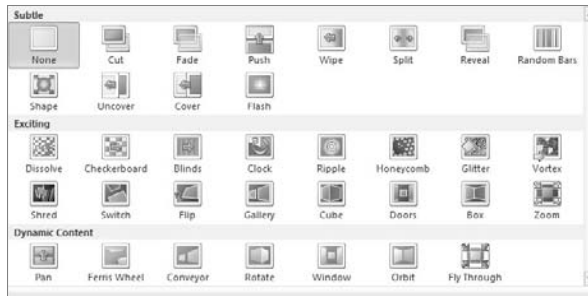 Subtle
None Cut Fade Push Wipe Split Reveal Random Bars
Shape Uncover Cover Flash
Exciting
Dissolve Checkerboard Blinds Clock Ripple Honeycomb Glitter Vortex
Shred Switch Flip Gallery Cube Doors Box Zoom
Dynamic Content
Pan Ferris Wheel Conveyor Rotate Window Orbit Fly Through